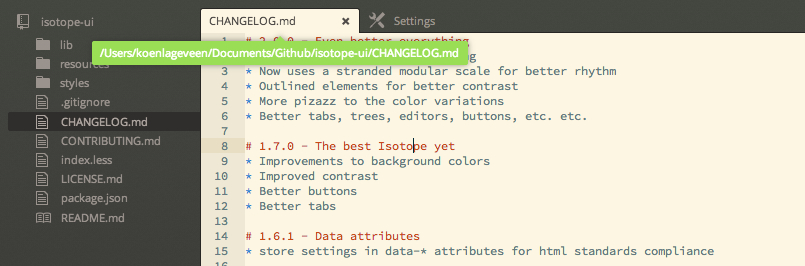 isotope-ui
CHANGELOG.md
Settings
lib
resources
styles
.gitignore
CHANGELOG.md
CONTRIBUTING.md
index.less
LICENSE.md
package.json
README.md
/Users/koenlageveen/Documents/Github/isotope-ui/CHANGELOG.md
1 # 2.0.0 - Even better everything
* Now uses a stranded modular scale for better rhythm
4 * Outlined elements for better contrast
5 * More pizazz to the color variations
6 * Better tabs, trees, editors, buttons, etc. etc.
7
8 # 1.7.0 - The best Isotope yet
9 * Improvements to background colors
10 * Improved contrast
11 * Better buttons
12 * Better tabs
13
14 # 1.6.1 - Data attributes
15 * store settings in data-* attributes for html standards compliance
16